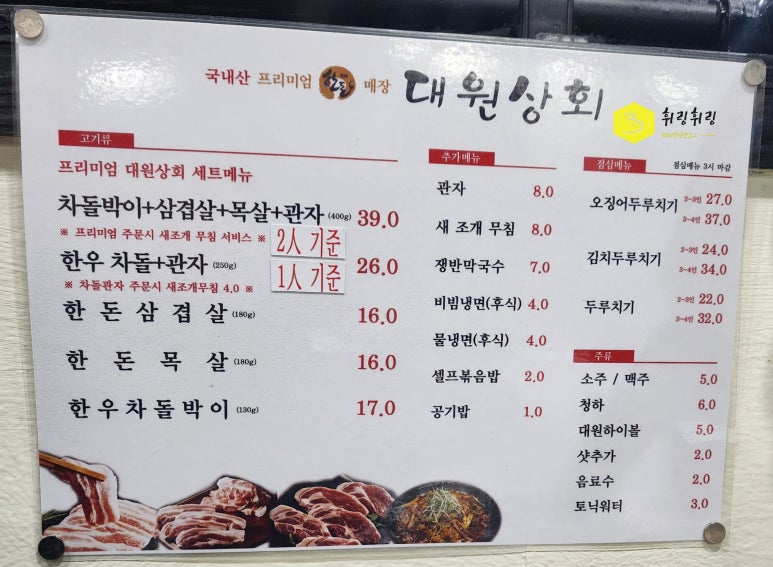 국내산 프리미엄 한돈 매장 대원상회
휘링휘링
고기류
프리미엄 대원상회 세트메뉴
차돌박이+삼겹살+목살+관자 (400g) 39.0
※ 프리미엄 주문시 새조개 무침 서비스 ※ 2人 기준
한우 차돌+관자 (250g) 26.0
※ 차돌관자 주문시 새조개무침 4.0 ※ 1人 기준
한돈삼겹살 (180g) 16.0
한돈목살 (180g) 16.0
한우차돌박이 (130g) 17.0
추가메뉴
관자 8.0
새 조개 무침 8.0
쟁반막국수 7.0
비빔냉면(후식) 4.0
물냉면(후식) 4.0
셀프볶음밥 2.0
공기밥 1.0
점심메뉴 점심메뉴 3시 마감
오징어두루치기 2~3인 27.0
3~4인 37.0
김치두루치기 2~3인 24.0
3~4인 34.0
두루치기 2~3인 22.0
3~4인 32.0
주류
소주 / 맥주 5.0
청하 6.0
대원하이볼 5.0
샷추가 2.0
음료수 2.0
토닉워터 3.0